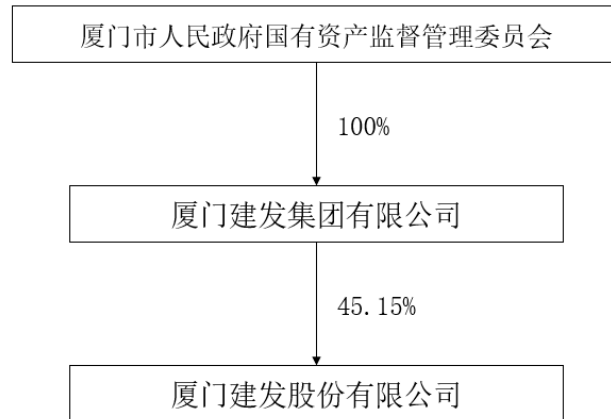 厦门市人民政府国有资产监督管理委员会
100%
厦门建发集团有限公司
45.15%
厦门建发股份有限公司